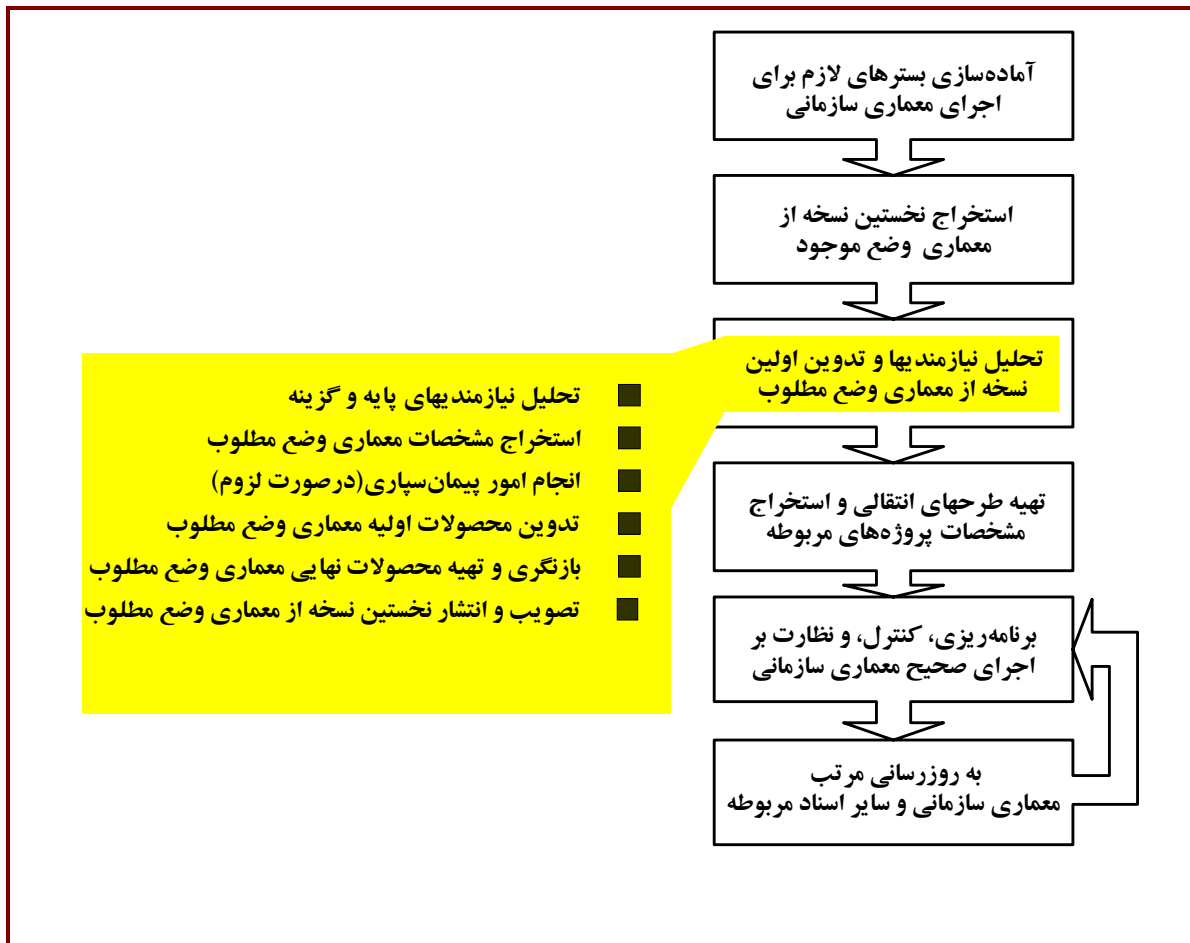 آماده‌سازی بسترهای لازم برای
اجرای معماری سازمانی
استخراج نخستین نسخه از
معماری وضع موجود
تحلیل نیازمندیها و تدوین اولین
نسخه از معماری وضع مطلوب
تحلیل نیازمندیهای پایه و گزینه
استخراج مشخصات معماری وضع مطلوب
انجام امور پیمان‌سپاری(درصورت لزوم)
تدوین محصولات اولیه معماری وضع مطلوب
بازنگری و تهیه محصولات نهایی معماری وضع مطلوب
تصویب و انتشار نخستین نسخه از معماری وضع مطلوب
تهیه طرحهای انتقالی و استخراج
مشخصات پروژه‌های مربوطه
برنامه‌ریزی، کنترل، و نظارت بر
اجرای صحیح معماری سازمانی
به روزرسانی مرتب
معماری سازمانی و سایر اسناد مربوطه